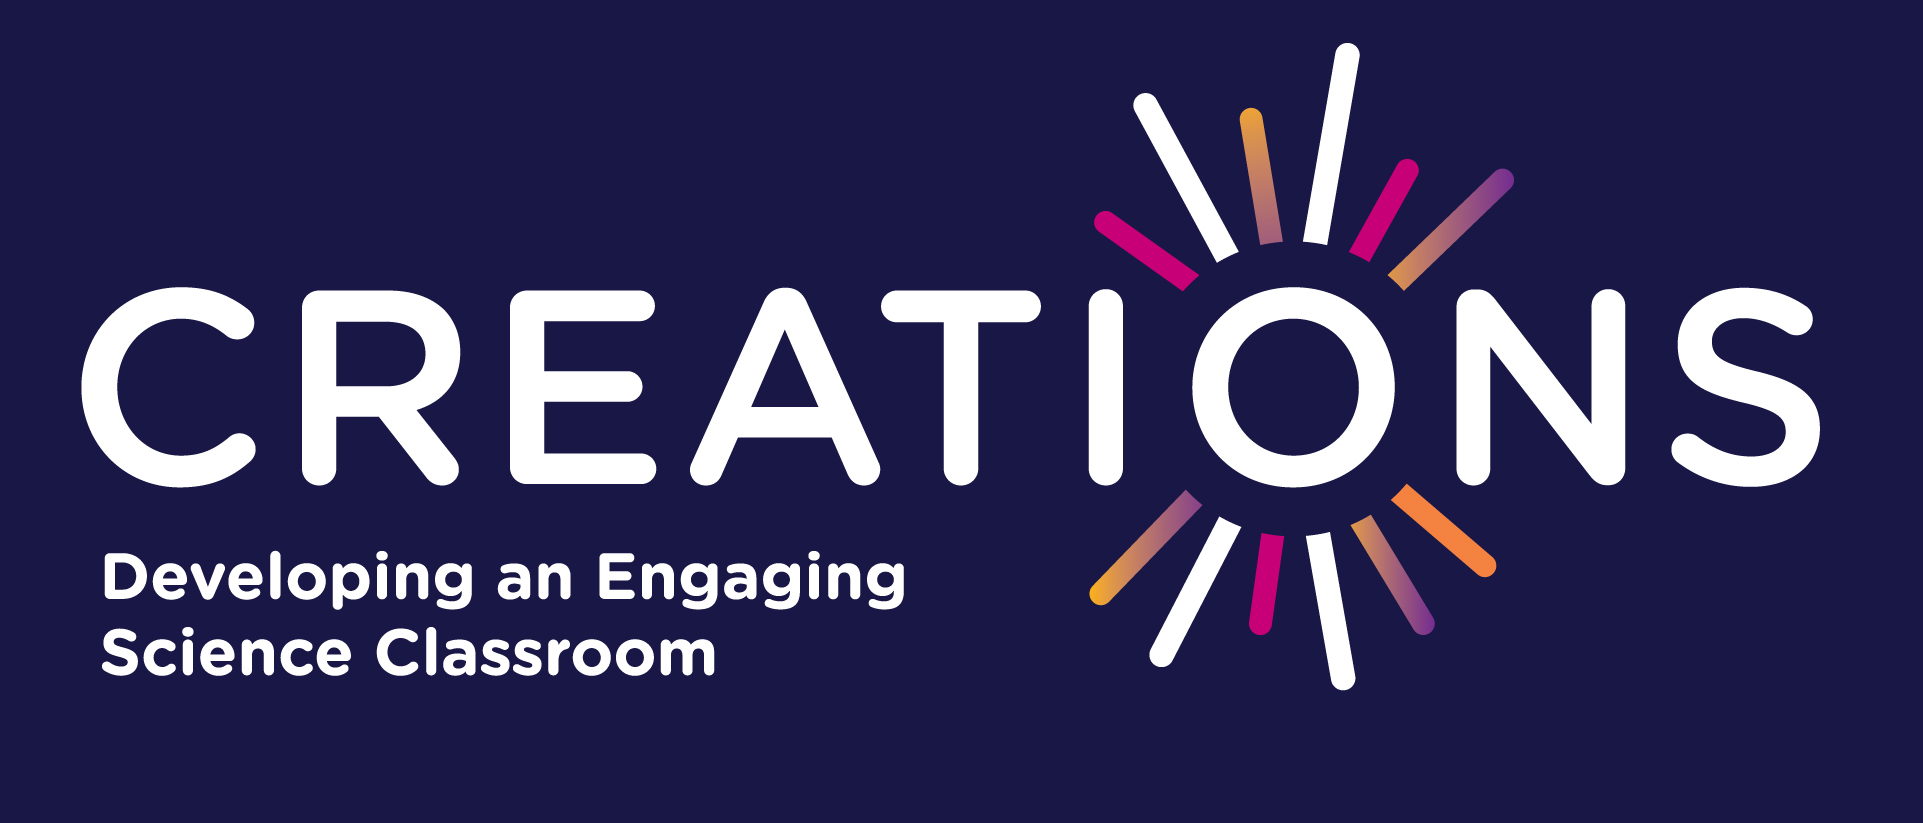 CREATIONS
Developing an Engaging
Science Classroom